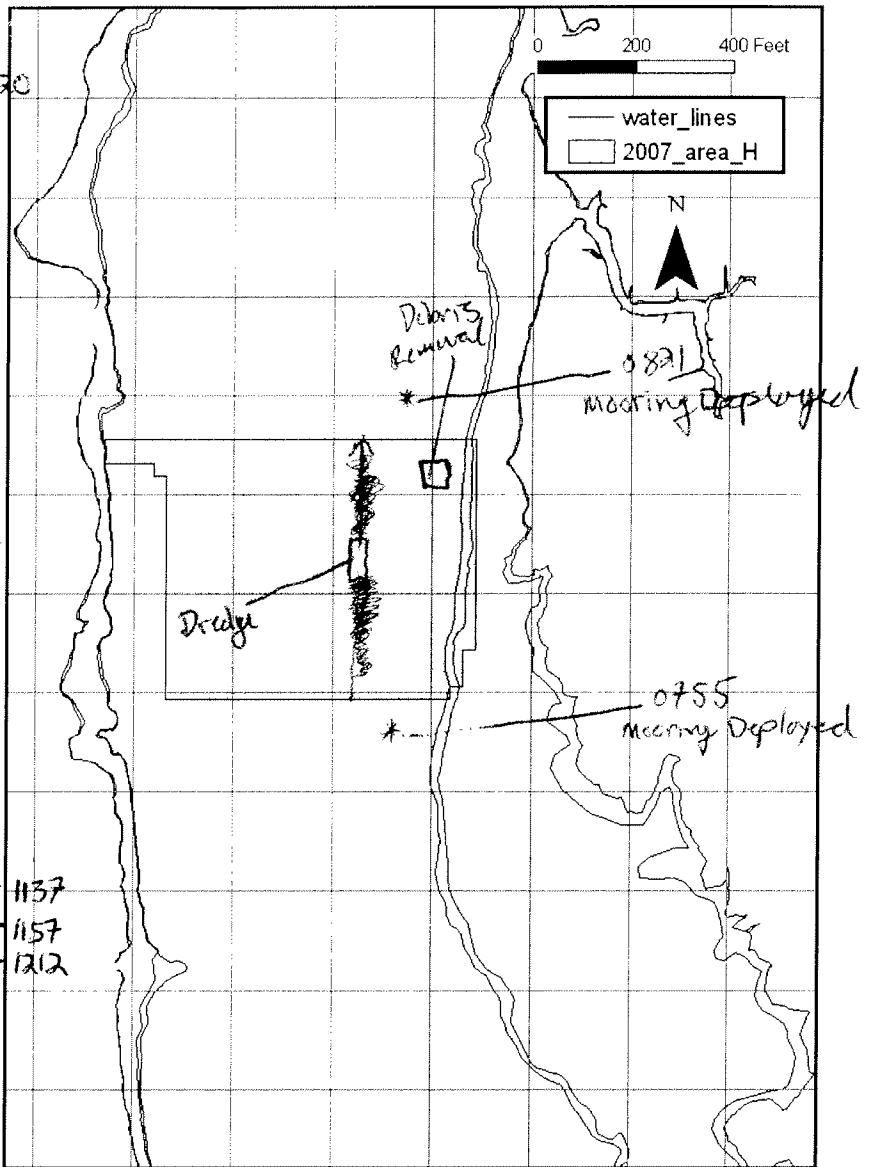 0 200 400 Feet
water_lines
2007_area_H
N
Debris
Removal
0821
Mooring Deployed
Dredge
0755
Mooring Deployed
1137
1157
1212